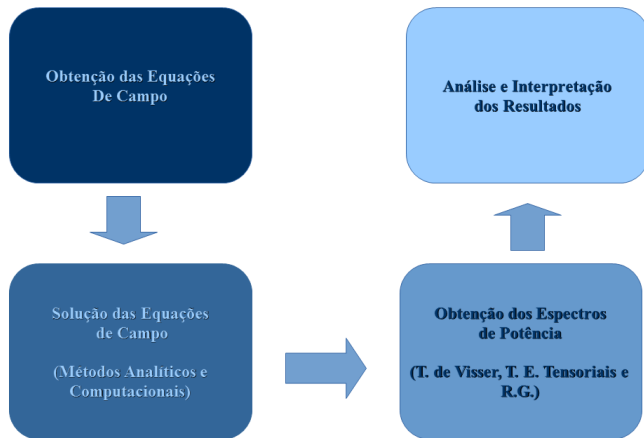 Obtenção das Equações
De Campo
Solução das Equações
de Campo
(Métodos Analíticos e
Computacionais)
Obtenção dos Espectros
de Potência
(T. de Visser, T. E. Tensoriais e
R.G.)
Análise e Interpretação
dos Resultados